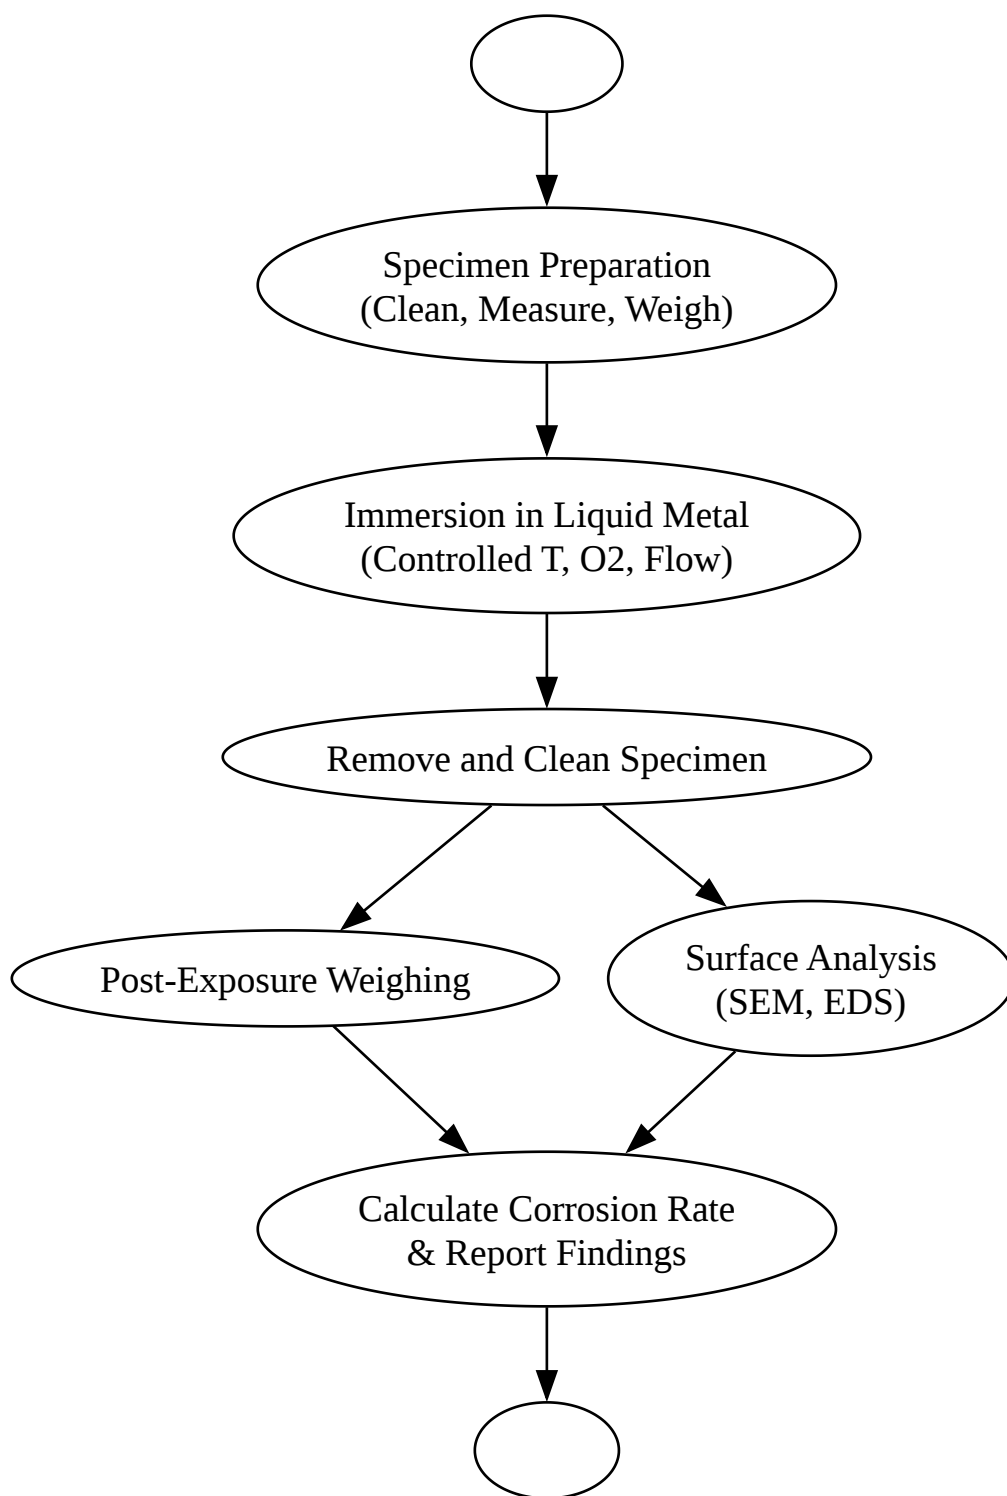 Specimen Preparation
(Clean, Measure, Weigh)
Immersion in Liquid Metal
(Controlled T, O2, Flow)
Remove and Clean Specimen
Post-Exposure Weighing
Surface Analysis
(SEM, EDS)
Calculate Corrosion Rate
& Report Findings